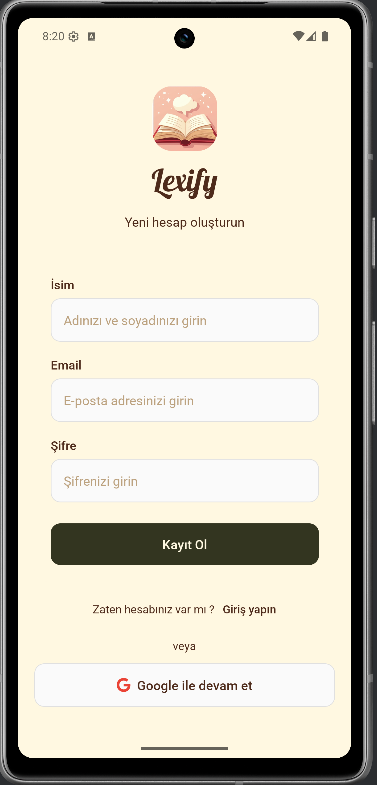 8:20
Lexify
Yeni hesap oluşturun
İsim
Adınızı ve soyadınızı girin
Email
E-posta adresinizi girin
Şifre
Şifrenizi girin
Kayıt Ol
Zaten hesabınız var mı ? Giriş yapın
veya
Google ile devam et